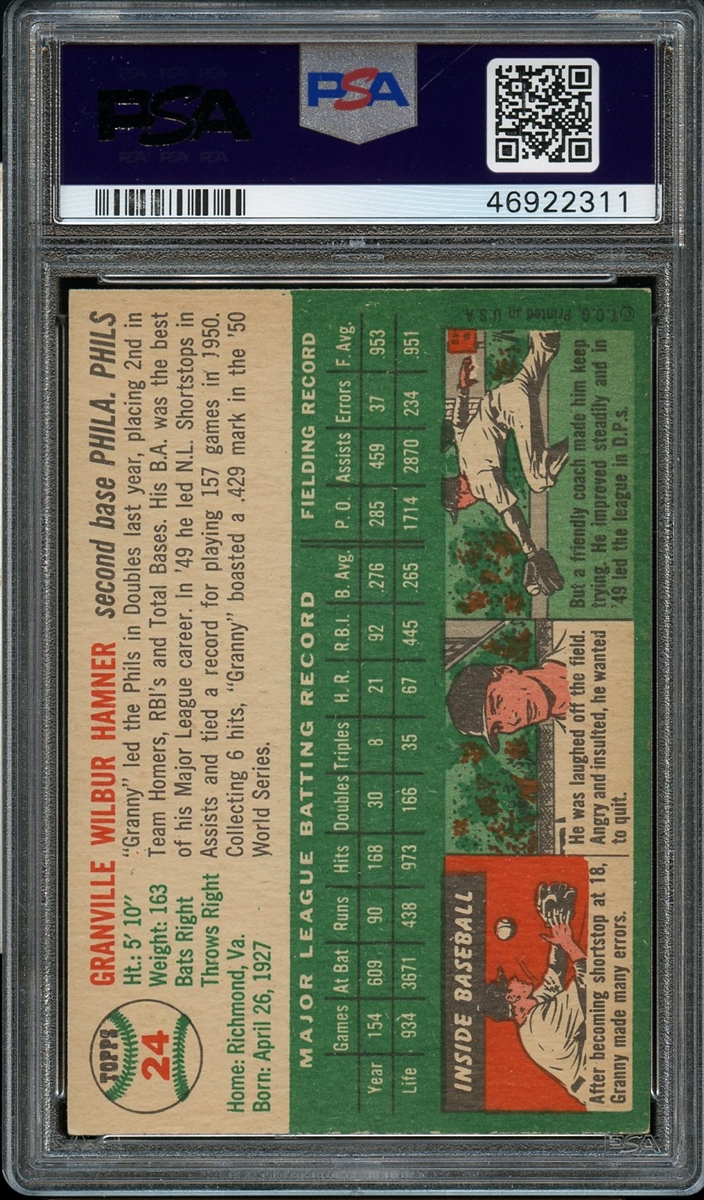 PSA
PSA
46922311
TOPPS
24
GRANVILLE WILBUR HAMNER second base PHILA. PHILS
Ht.: 5' 10"
Weight: 163
Bats Right
Throws Right
Home: Richmond, Va.
Born: April 26, 1927
"Granny" led the Phils in Doubles last year, placing 2nd in
Team Homers, RBI's and Total Bases. His B.A. was the best
of his Major League career. In '49 he led N.L. Shortstops in
Assists and tied a record for playing 157 games in 1950.
Collecting 6 hits, "Granny" boasted a .429 mark in the '50
World Series.
MAJOR LEAGUE BATTING RECORD FIELDING RECORD
Games At Bat Runs Hits Doubles Triples H. R. R.B.I. B. Avg. P. O. Assists Errors F. Avg.
Year 154 609 90 168 30 8 21 92 .276 285 459 37 .953
Life 934 3671 438 973 166 35 67 445 .265 1714 2870 234 .951
INSIDE BASEBALL
After becoming shortstop at 18,
Granny made many errors.
He was laughed off the field.
Angry and insulted, he wanted
to quit.
But a friendly coach made him keep
trying. He improved steadily and in
'49 led the league in D.P.s.
© T. C. G. Printed in U.S.A.
PSA